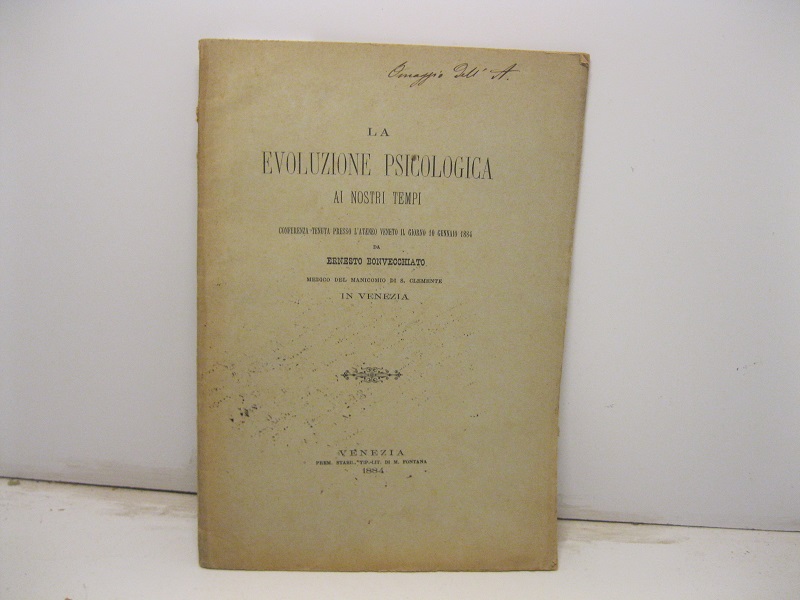 Omaggio dell' A.
LA
EVOLUZIONE PSICOLOGICA
AI NOSTRI TEMPI
CONFERENZA TENUTA PRESSO L'ATENEO VENETO IL GIORNO 10 GENNAIO 1884
DA
ERNESTO BONVECCHIATO
MEDICO DEL MANICOMIO DI S. CLEMENTE
IN VENEZIA
VENEZIA
PREM. STABIL. TIP.-LIT. DI M. FONTANA
1884